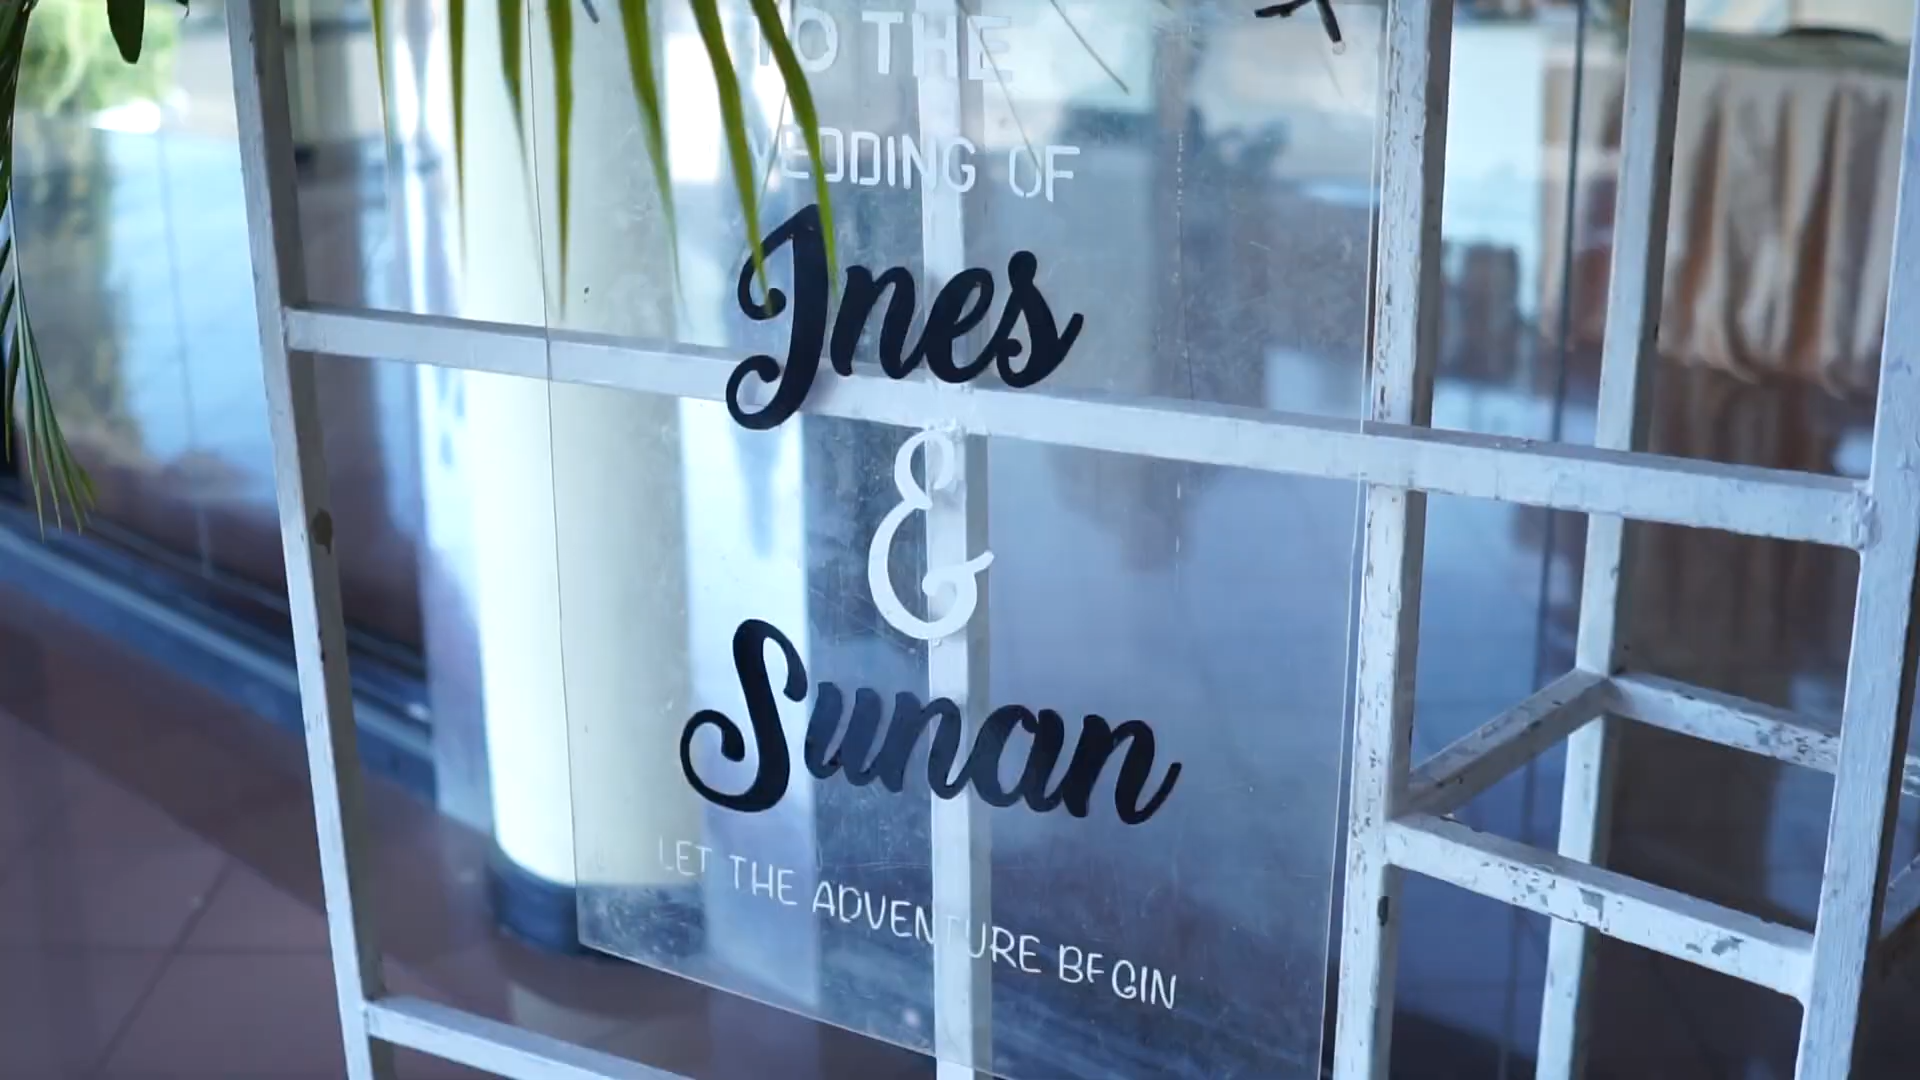 TO THE
WEDDING OF
Ines
&
Sunan
LET THE ADVENTURE BEGIN